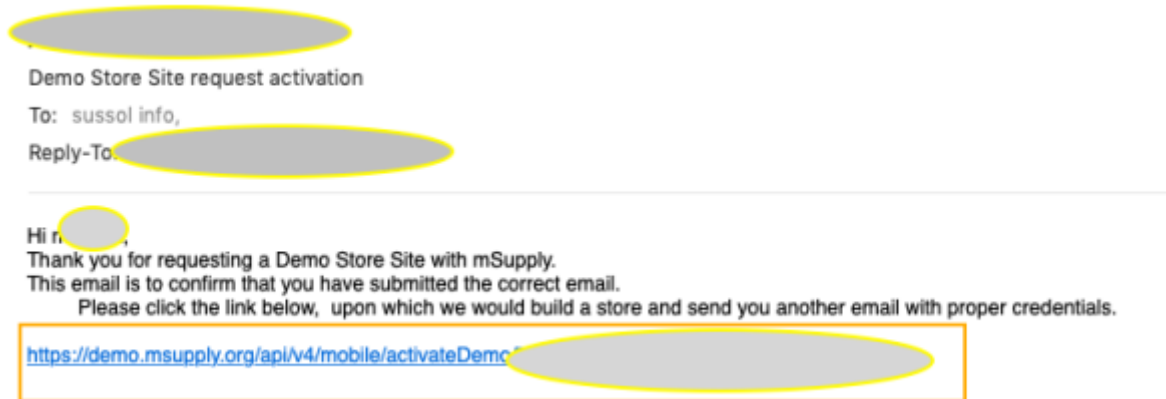 Demo Store Site request activation
To: sussol info,
Reply-To:
Hi
Thank you for requesting a Demo Store Site with mSupply.
This email is to confirm that you have submitted the correct email.
Please click the link below, upon which we would build a store and send you another email with proper credentials.
https://demo.msupply.org/api/v4/mobile/activateDemo